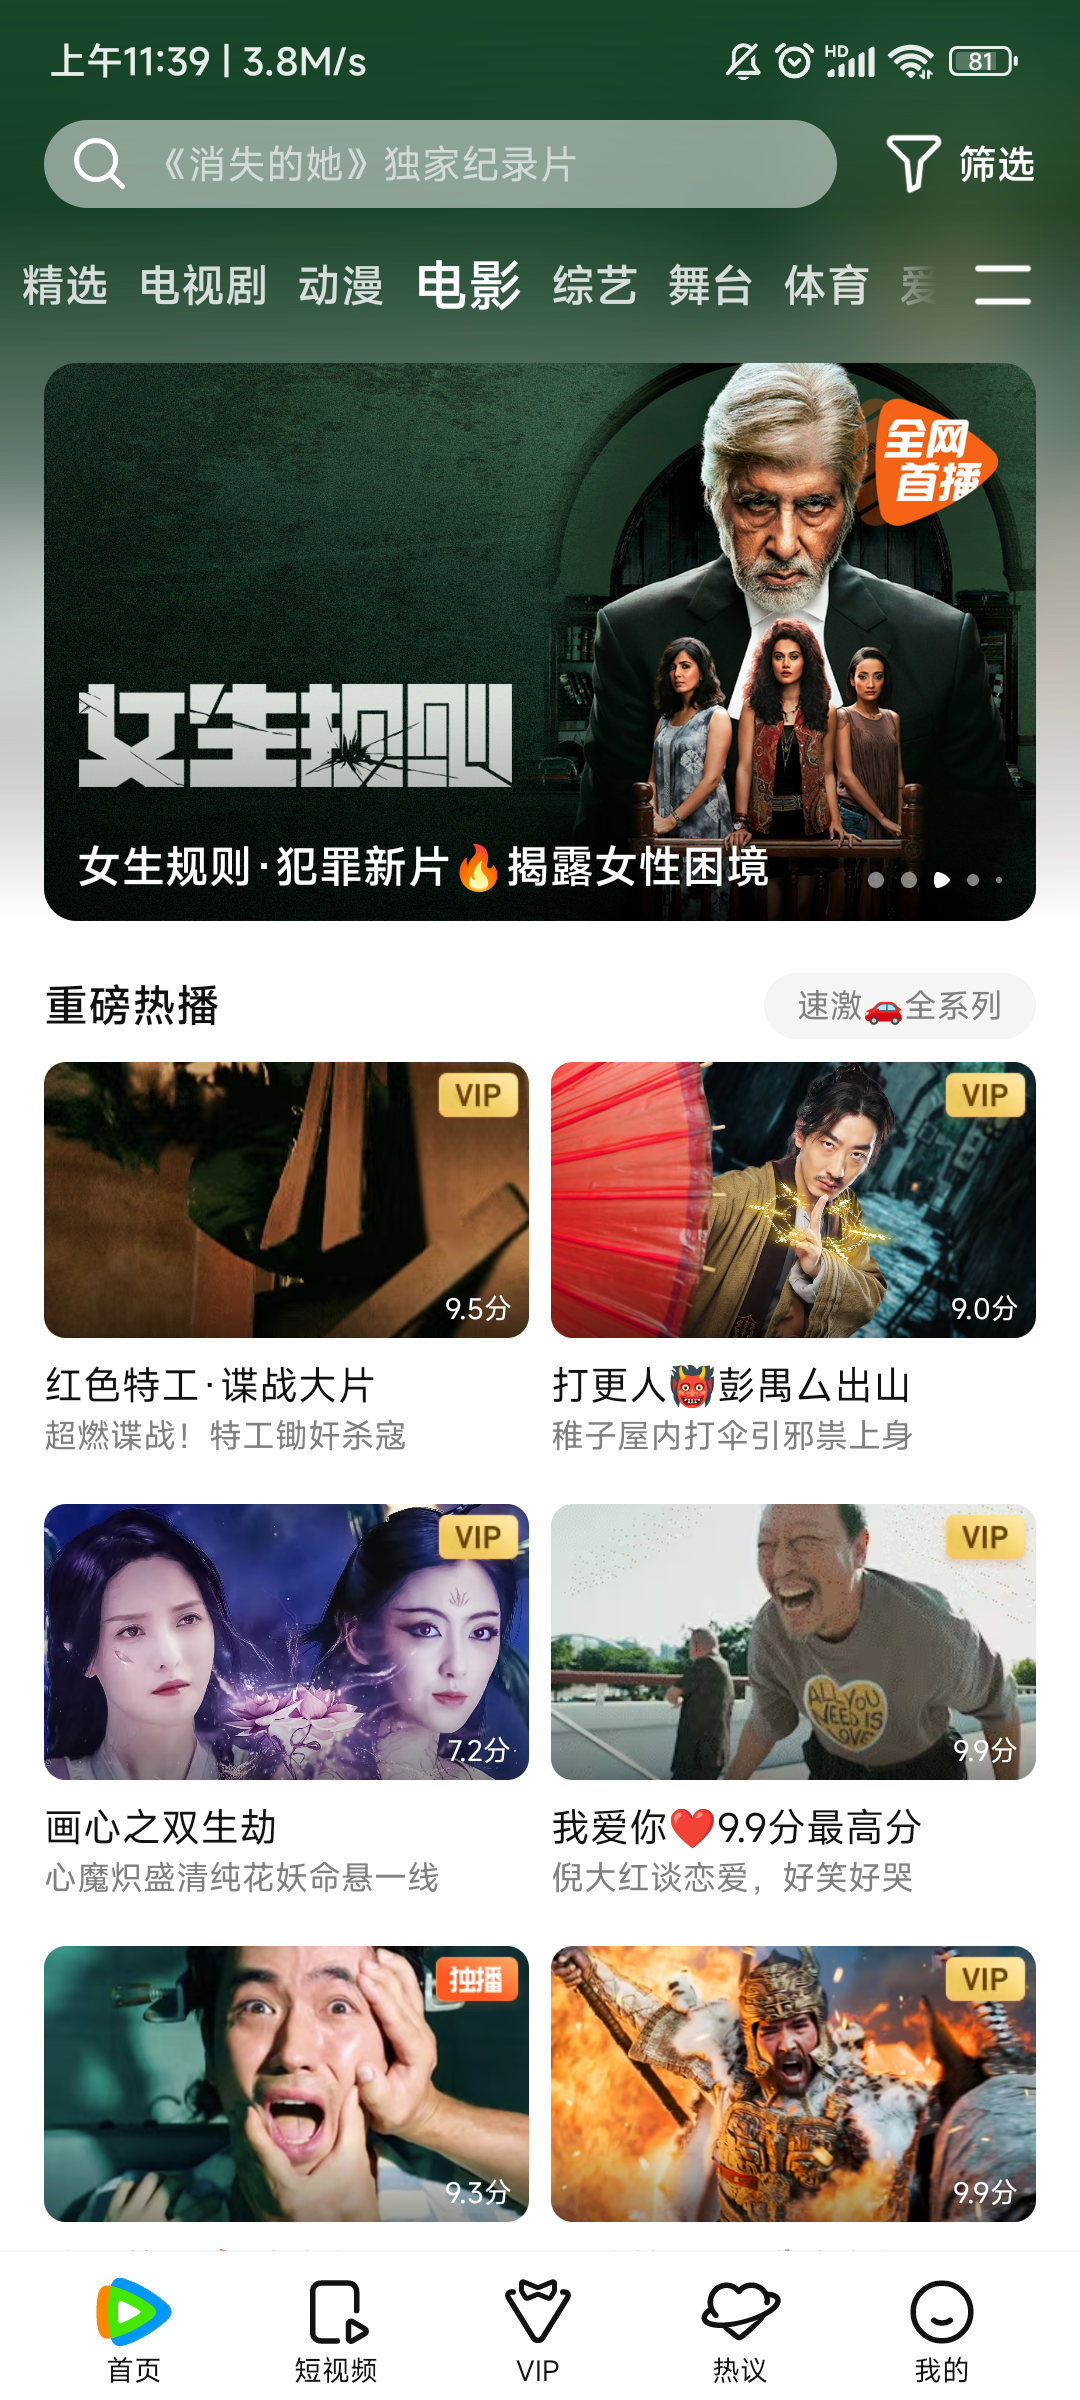 上午11:39 | 3.8M/s
HD
81
《消失的她》独家纪录片
筛选
精选 电视剧 动漫 电影 综艺 舞台 体育 爱
全网
首播
女生规则
女生规则·犯罪新片🔥揭露女性困境
重磅热播
速激🚗全系列
VIP
9.5分
VIP
9.0分
红色特工·谍战大片
超燃谍战！特工锄奸杀寇
打更人👹彭禺厶出山
稚子屋内打伞引邪祟上身
VIP
7.2分
VIP
ALL YOU
NEED IS
LOVE
9.9分
画心之双生劫
心魔炽盛清纯花妖命悬一线
我爱你❤️9.9分最高分
倪大红谈恋爱，好笑好哭
独播
9.3分
VIP
9.9分
首页
短视频
VIP
热议
我的